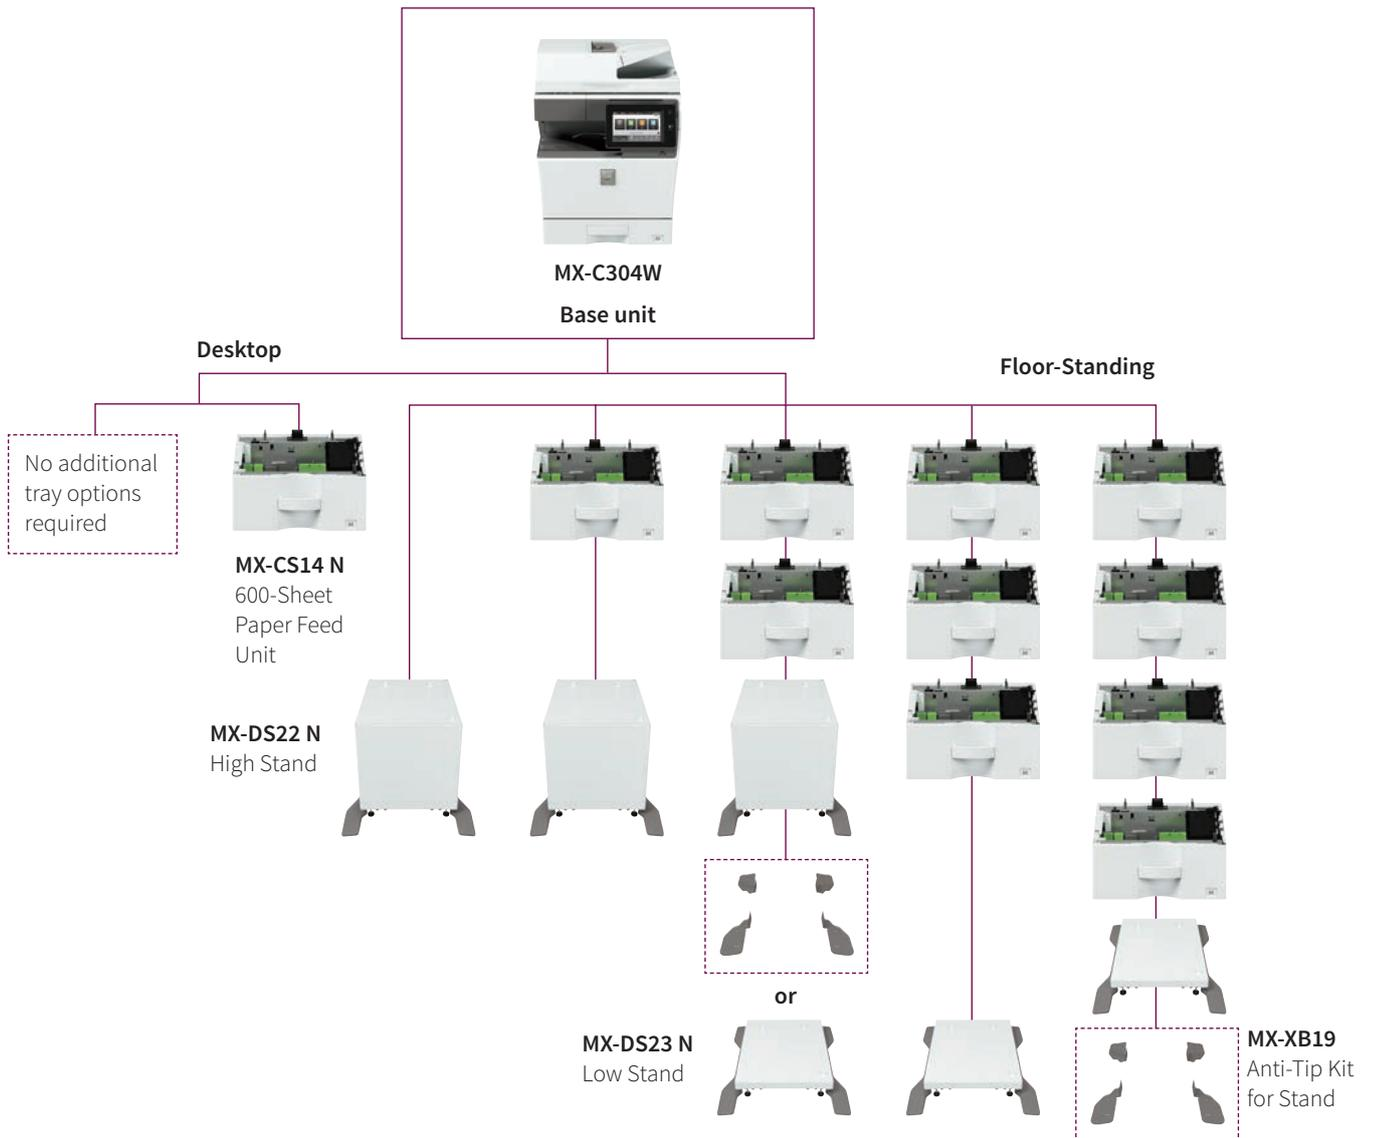 MX-C304W
Base unit
Desktop
Floor-Standing
No additional
tray options
required
MX-CS14 N
600-Sheet
Paper Feed
Unit
MX-DS22 N
High Stand
or
MX-DS23 N
Low Stand
MX-XB19
Anti-Tip Kit
for Stand